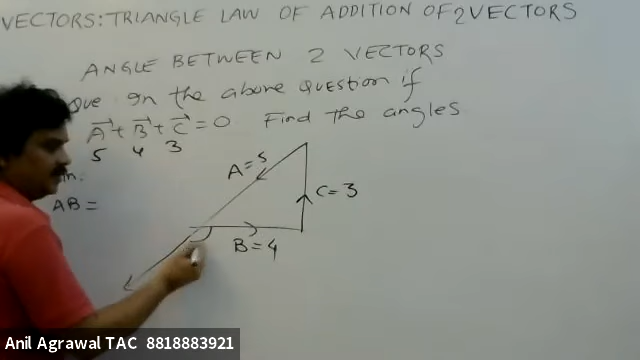 VECTORS: TRIANGLE LAW OF ADDITION OF 2 VECTORS
ANGLE BETWEEN 2 VECTORS
Que In the above Question if
A⃗ + B⃗ + C⃗ = 0 Find the angles
5 4 3
AB =
A = 5
C = 3
B = 4
Anil Agrawal TAC 8818883921